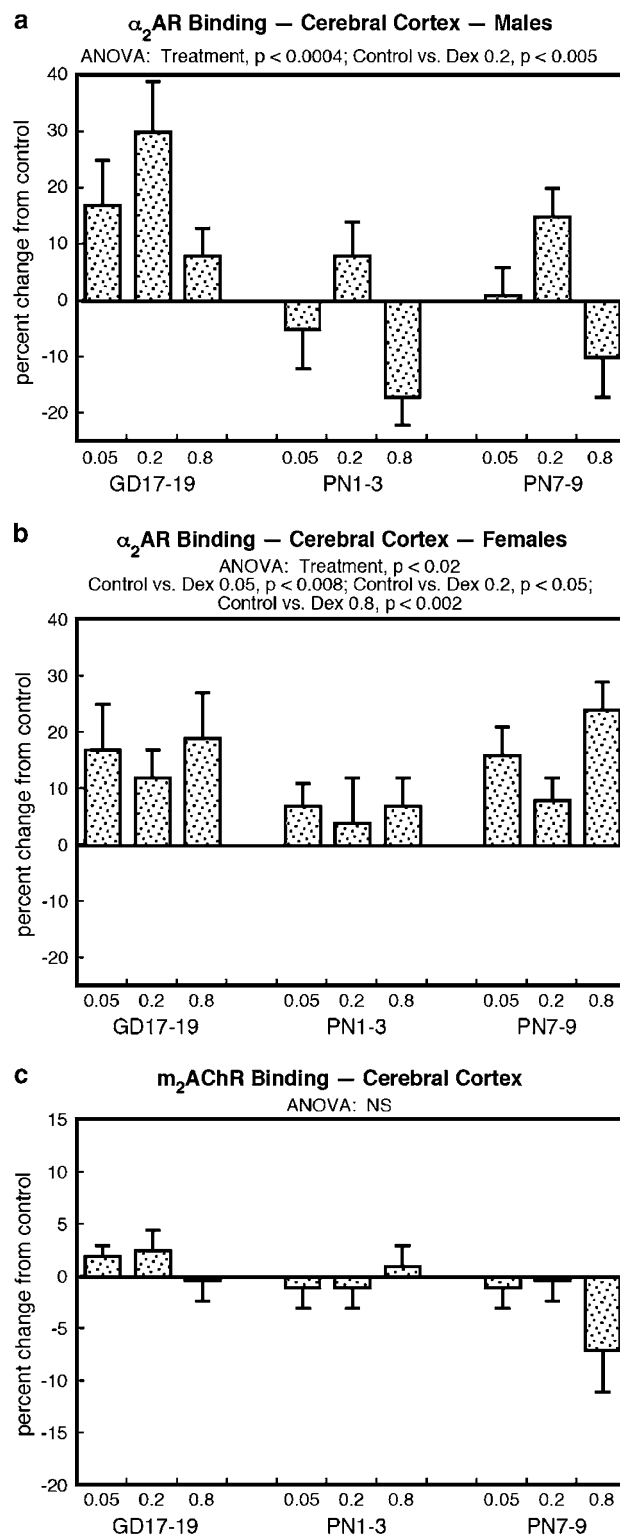 a
α2AR Binding – Cerebral Cortex – Males
ANOVA: Treatment, p < 0.0004; Control vs. Dex 0.2, p < 0.005
percent change from control
40
30
20
10
0
-10
-20
0.05 0.2 0.8 0.05 0.2 0.8 0.05 0.2 0.8
GD17-19 PN1-3 PN7-9
b
α2AR Binding – Cerebral Cortex – Females
ANOVA: Treatment, p < 0.02
Control vs. Dex 0.05, p < 0.008; Control vs. Dex 0.2, p < 0.05;
Control vs. Dex 0.8, p < 0.002
percent change from control
40
30
20
10
0
-10
-20
0.05 0.2 0.8 0.05 0.2 0.8 0.05 0.2 0.8
GD17-19 PN1-3 PN7-9
c
m2AChR Binding – Cerebral Cortex
ANOVA: NS
percent change from control
15
10
5
0
-5
-10
-15
-20
0.05 0.2 0.8 0.05 0.2 0.8 0.05 0.2 0.8
GD17-19 PN1-3 PN7-9